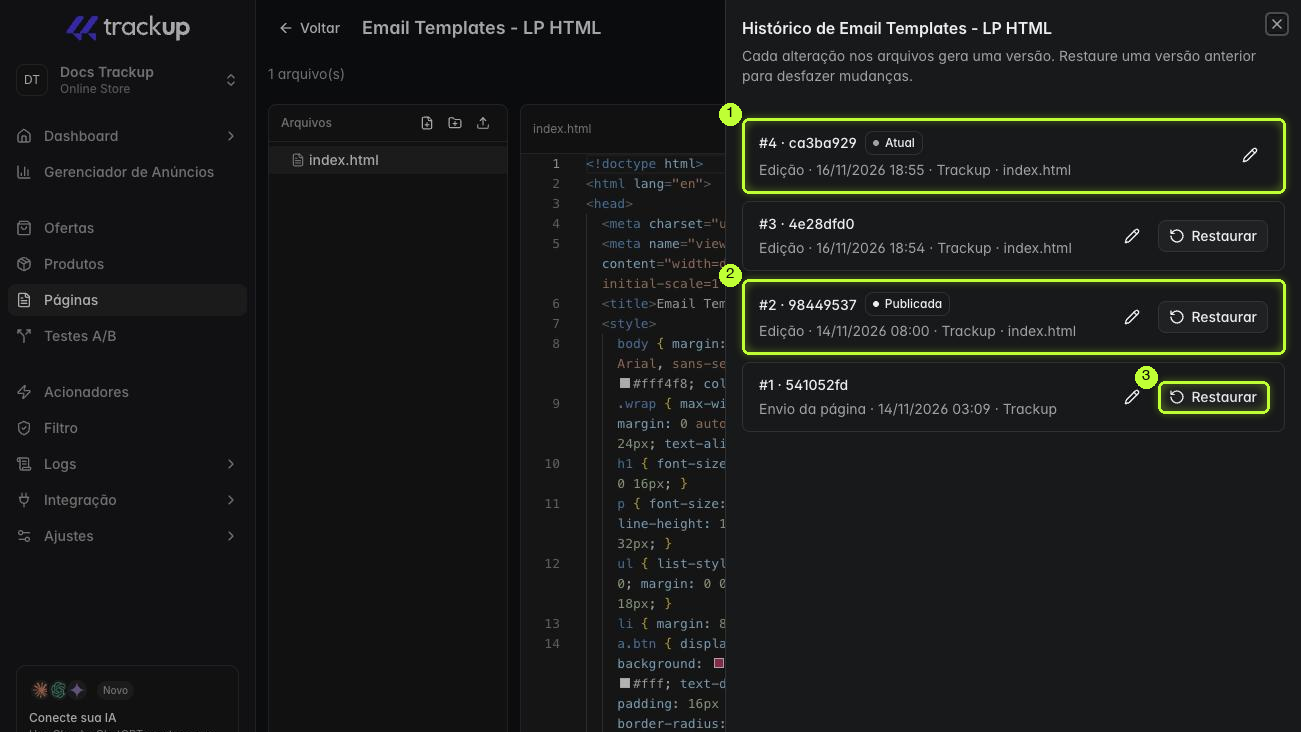 trackup
DT
Docs Trackup
Online Store
Dashboard
Gerenciador de Anúncios
Ofertas
Produtos
Páginas
Testes A/B
Acionadores
Filtro
Logs
Integração
Ajustes
Novo
Conecte sua IA
Voltar
Email Templates - LP HTML
1 arquivo(s)
Arquivos
index.html
index.html
1 <!doctype html>
2 <html lang="en">
3 <head>
4 <meta charset="u
5 <meta name="view
content="width=d
initial-scale=1
6 <title>Email Tem
7 <style>
8 body { margin:
Arial, sans-se
#fff4f8; col
9 .wrap { max-wi
margin: 0 auto
24px; text-ali
10 h1 { font-size
0 16px; }
11 p { font-size:
line-height: 1
32px; }
12 ul { list-styl
0; margin: 0 0
18px; }
13 li { margin: 8
14 a.btn { displa
background:
#fff; text-d
padding: 16px
border-radius:
Histórico de Email Templates - LP HTML
Cada alteração nos arquivos gera uma versão. Restaure uma versão anterior
para desfazer mudanças.
1
#4 · ca3ba929 Atual
Edição · 16/11/2026 18:55 · Trackup · index.html
#3 · 4e28dfd0
Edição · 16/11/2026 18:54 · Trackup · index.html
Restaurar
2
#2 · 98449537 Publicada
Edição · 14/11/2026 08:00 · Trackup · index.html
Restaurar
#1 · 541052fd
Envio da página · 14/11/2026 03:09 · Trackup
3
Restaurar